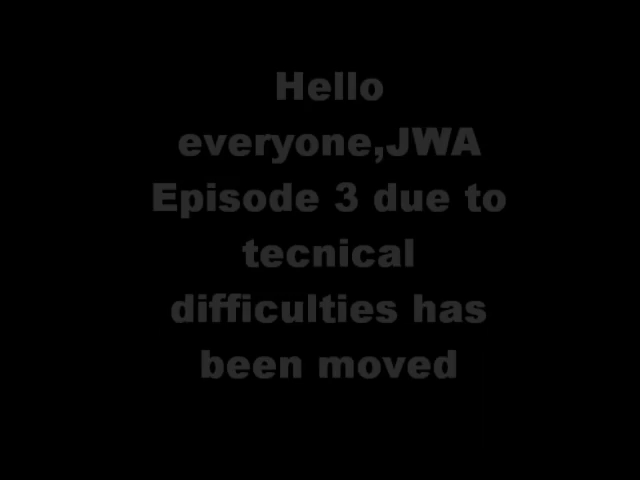 Hello
everyone,JWA
Episode 3 due to
tecnical
difficulties has
been moved